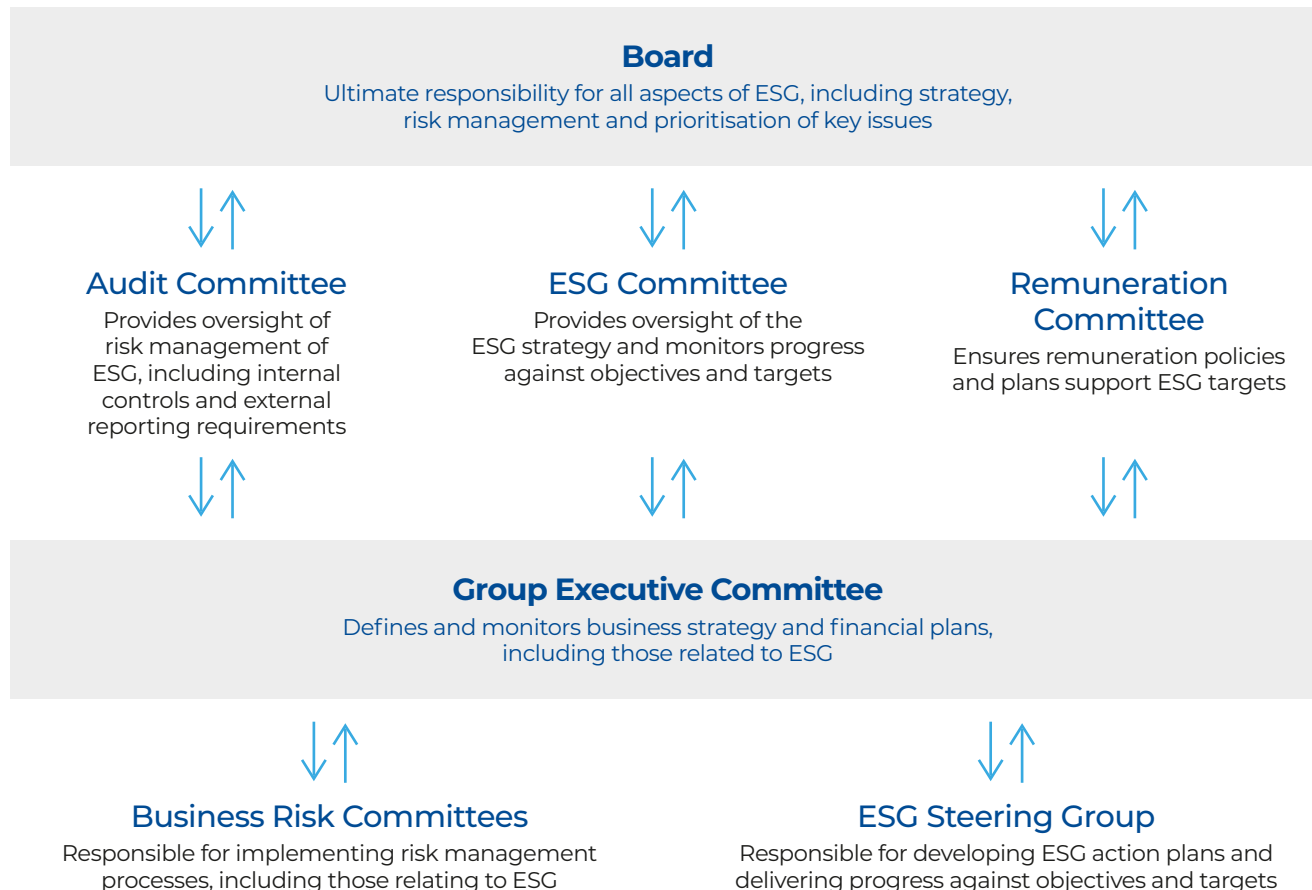 Board
Ultimate responsibility for all aspects of ESG, including strategy,
risk management and prioritisation of key issues
Audit Committee
Provides oversight of
risk management of
ESG, including internal
controls and external
reporting requirements
ESG Committee
Provides oversight of the
ESG strategy and monitors progress
against objectives and targets
Remuneration
Committee
Ensures remuneration policies
and plans support ESG targets
Group Executive Committee
Defines and monitors business strategy and financial plans,
including those related to ESG
Business Risk Committees
Responsible for implementing risk management
processes, including those relating to ESG
ESG Steering Group
Responsible for developing ESG action plans and
delivering progress against objectives and targets